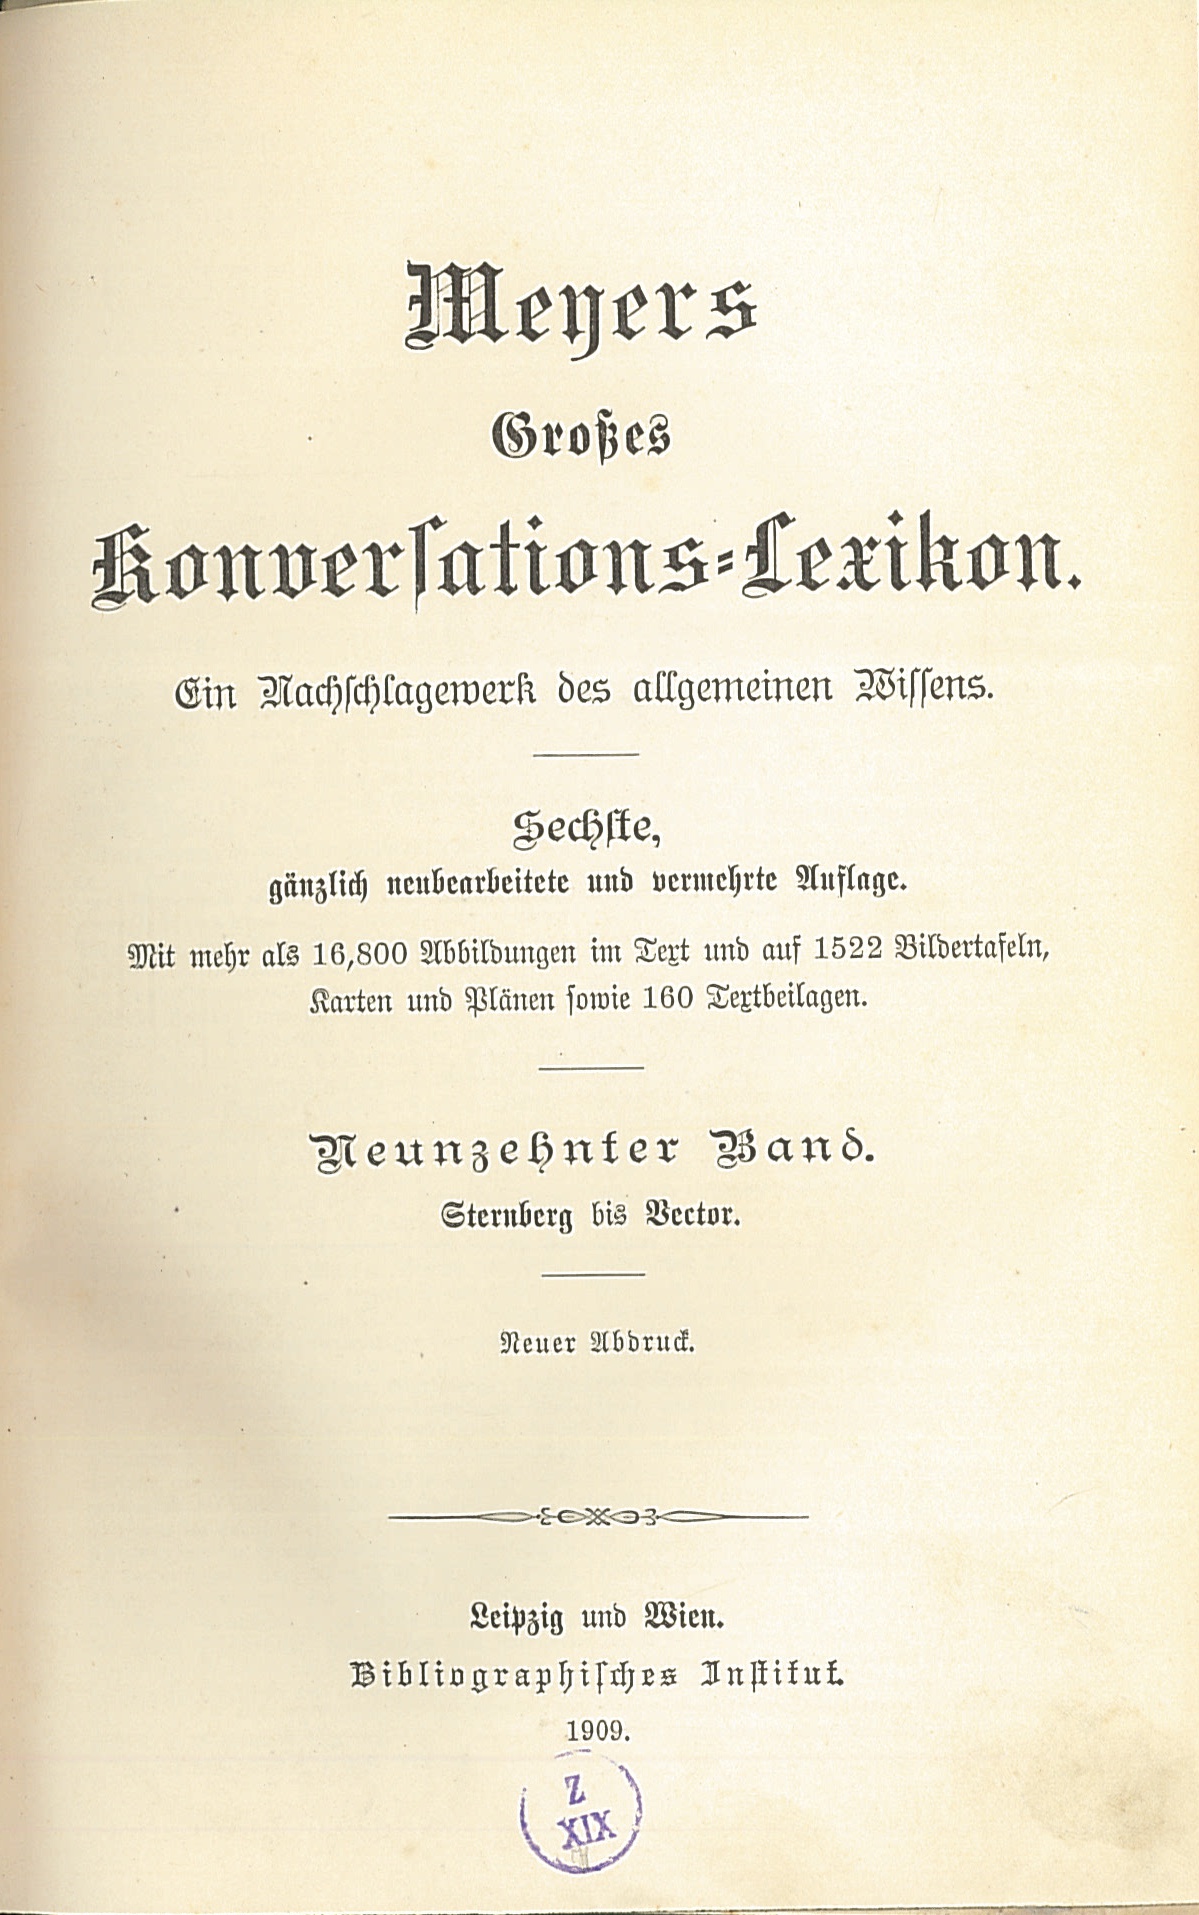 Meyers
Großes
Konverſations-Lexikon.
Ein Nachſchlagewerk des allgemeinen Wiſſens.
Sechſte,
gänzlich neubearbeitete und vermehrte Auflage.
Mit mehr als 16,800 Abbildungen im Text und auf 1522 Bildertafeln,
Karten und Plänen ſowie 160 Textbeilagen.
Neunzehnter Band.
Sternberg bis Vector.
Neuer Abdruck.
Leipzig und Wien.
Bibliographiſches Inſtitut.
1909.
Z
XIX